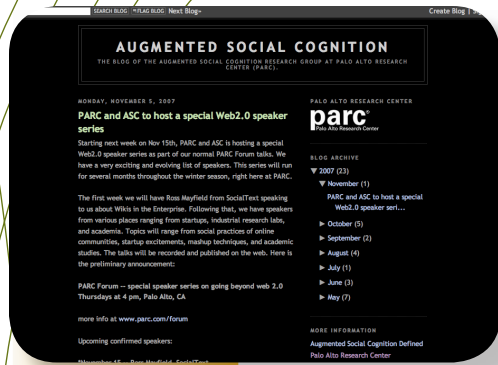 SEARCH BLOG FLAG BLOG Next Blog»
Create Blog |
AUGMENTED SOCIAL COGNITION
THE BLOG OF THE AUGMENTED SOCIAL COGNITION RESEARCH GROUP AT PALO ALTO RESEARCH
CENTER (PARC).
MONDAY, NOVEMBER 5, 2007
PARC and ASC to host a special Web2.0 speaker
series
Starting next week on Nov 15th, PARC and ASC is hosting a special
Web2.0 speaker series as part of our normal PARC Forum talks. We
have a very exciting and evolving list of speakers. This series will run
for several months throughout the winter season, right here at PARC.
The first week we will have Ross Mayfield from SocialText speaking
to us about Wikis in the Enterprise. Following that, we have speakers
from various places ranging from startups, industrial research labs,
and academia. Topics will range from social practices of online
communities, startup excitements, mashup techniques, and academic
studies. The talks will be recorded and published on the web. Here is
the preliminary announcement:
PARC Forum -- special speaker series on going beyond web 2.0
Thursdays at 4 pm, Palo Alto, CA
more info at www.parc.com/forum
Upcoming confirmed speakers:
*November 15 -- Ross Mayfield, SocialText
PALO ALTO RESEARCH CENTER
parc
Palo Alto Research Center
BLOG ARCHIVE
▼ 2007 (23)
▼ November (1)
PARC and ASC to host a special
Web2.0 speaker seri...
► October (5)
► September (2)
► August (4)
► July (1)
► June (3)
► May (7)
MORE INFORMATION
Augmented Social Cognition Defined
Palo Alto Research Center